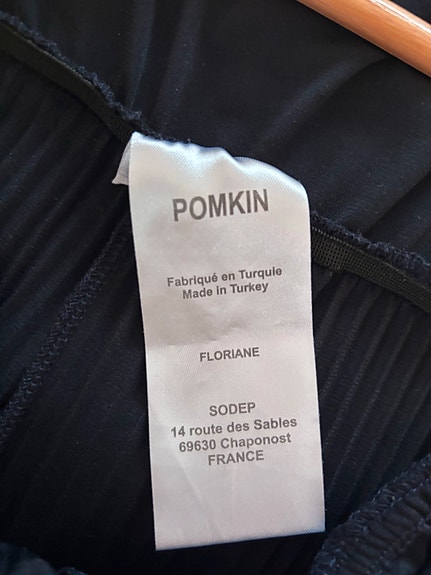 POMKIN
Fabriqué en Turquie
Made in Turkey
FLORIANE
SODEP
14 route des Sables
69630 Chaponost
FRANCE